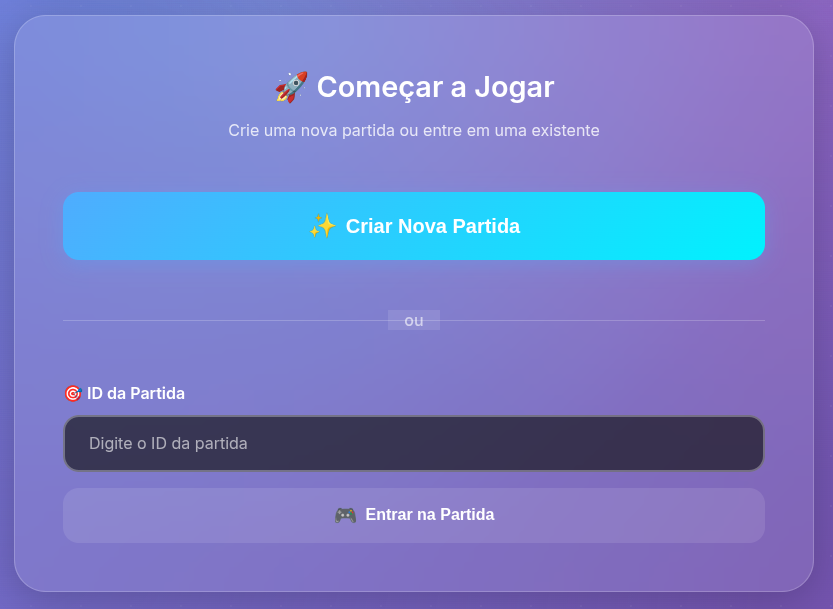 🚀 Começar a Jogar
Crie uma nova partida ou entre em uma existente
✨ Criar Nova Partida
ou
🎯 ID da Partida
Digite o ID da partida
🎮 Entrar na Partida